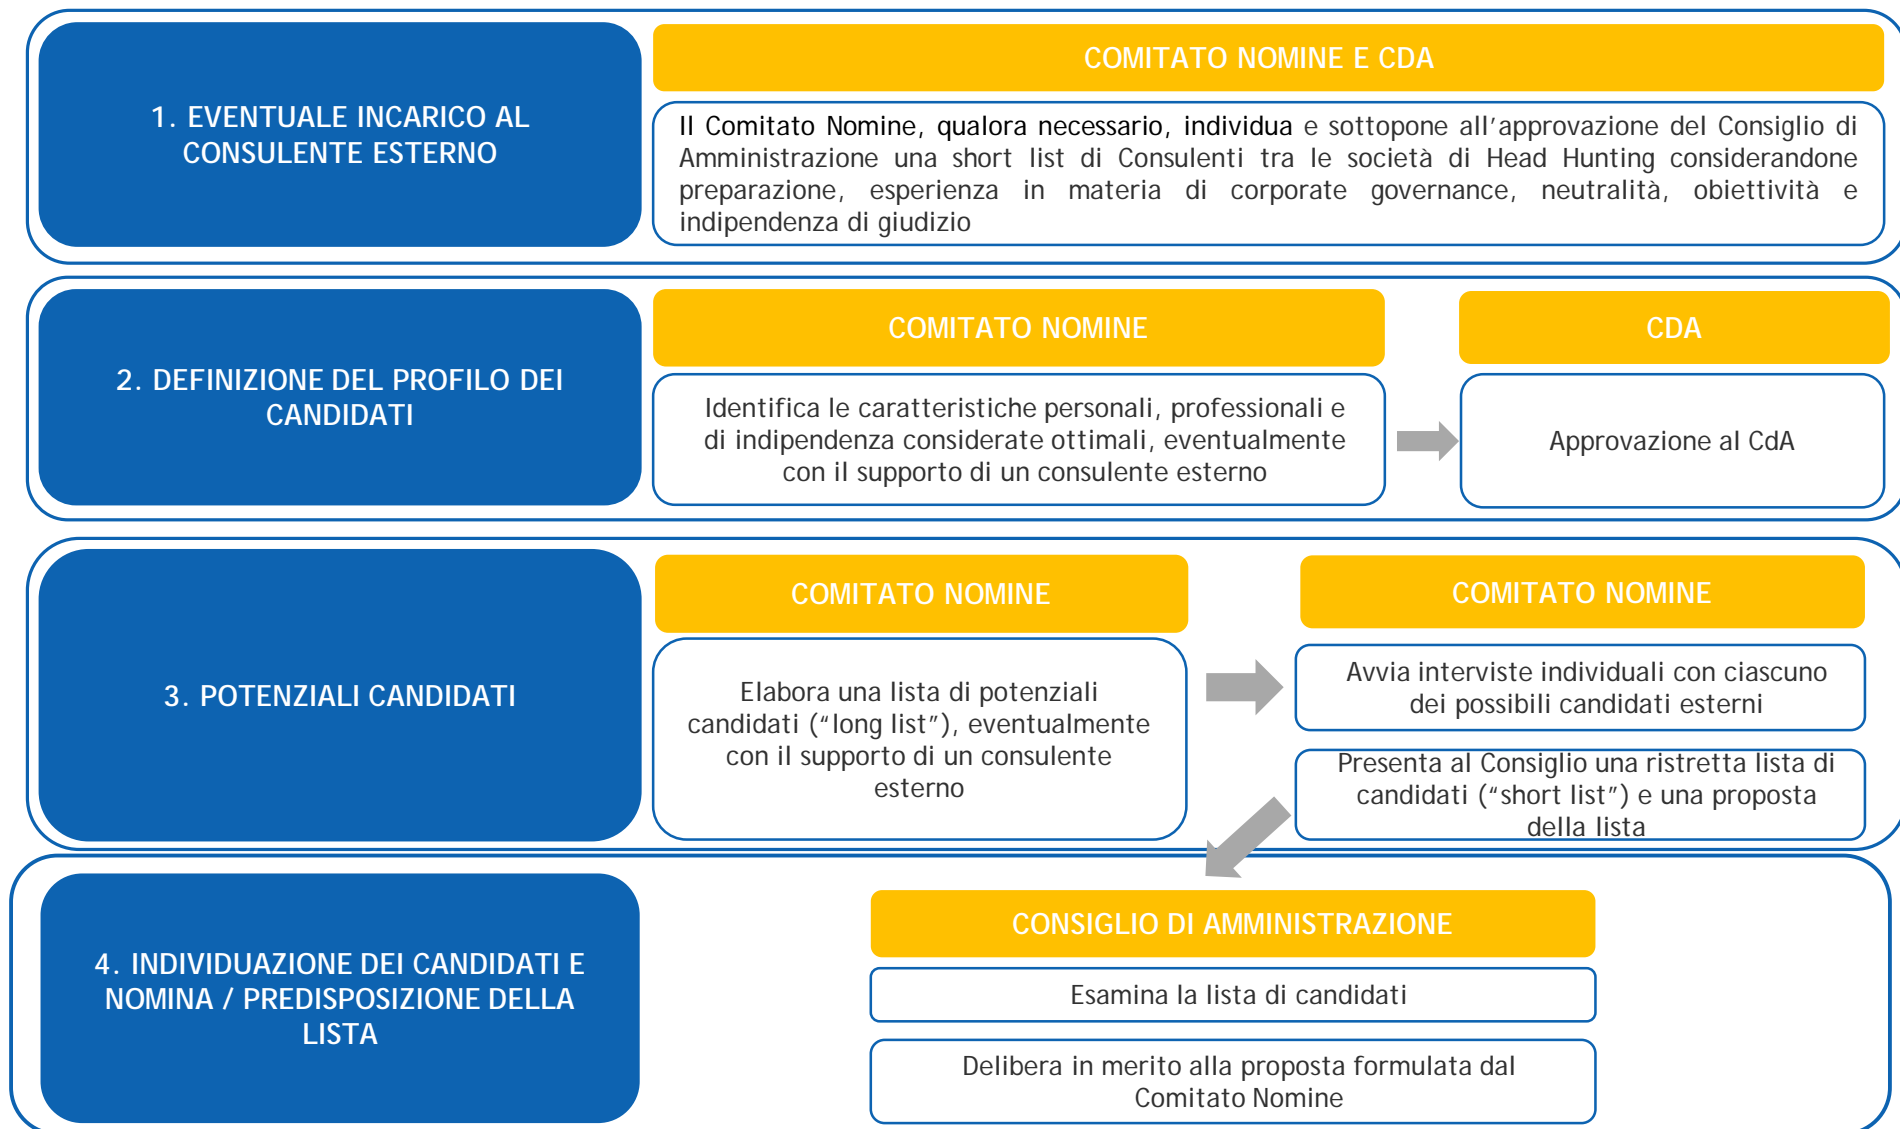 1. EVENTUALE INCARICO AL
CONSULENTE ESTERNO
COMITATO NOMINE E CDA
Il Comitato Nomine, qualora necessario, individua e sottopone all’approvazione del Consiglio di
Amministrazione una short list di Consulenti tra le società di Head Hunting considerandone
preparazione, esperienza in materia di corporate governance, neutralità, obiettività e
indipendenza di giudizio
2. DEFINIZIONE DEL PROFILO DEI
CANDIDATI
COMITATO NOMINE
Identifica le caratteristiche personali, professionali e
di indipendenza considerate ottimali, eventualmente
con il supporto di un consulente esterno
CDA
Approvazione al CdA
3. POTENZIALI CANDIDATI
COMITATO NOMINE
Elabora una lista di potenziali
candidati (“long list”), eventualmente
con il supporto di un consulente
esterno
COMITATO NOMINE
Avvia interviste individuali con ciascuno
dei possibili candidati esterni
Presenta al Consiglio una ristretta lista di
candidati (“short list”) e una proposta
della lista
4. INDIVIDUAZIONE DEI CANDIDATI E
NOMINA / PREDISPOSIZIONE DELLA
LISTA
CONSIGLIO DI AMMINISTRAZIONE
Esamina la lista di candidati
Delibera in merito alla proposta formulata dal
Comitato Nomine